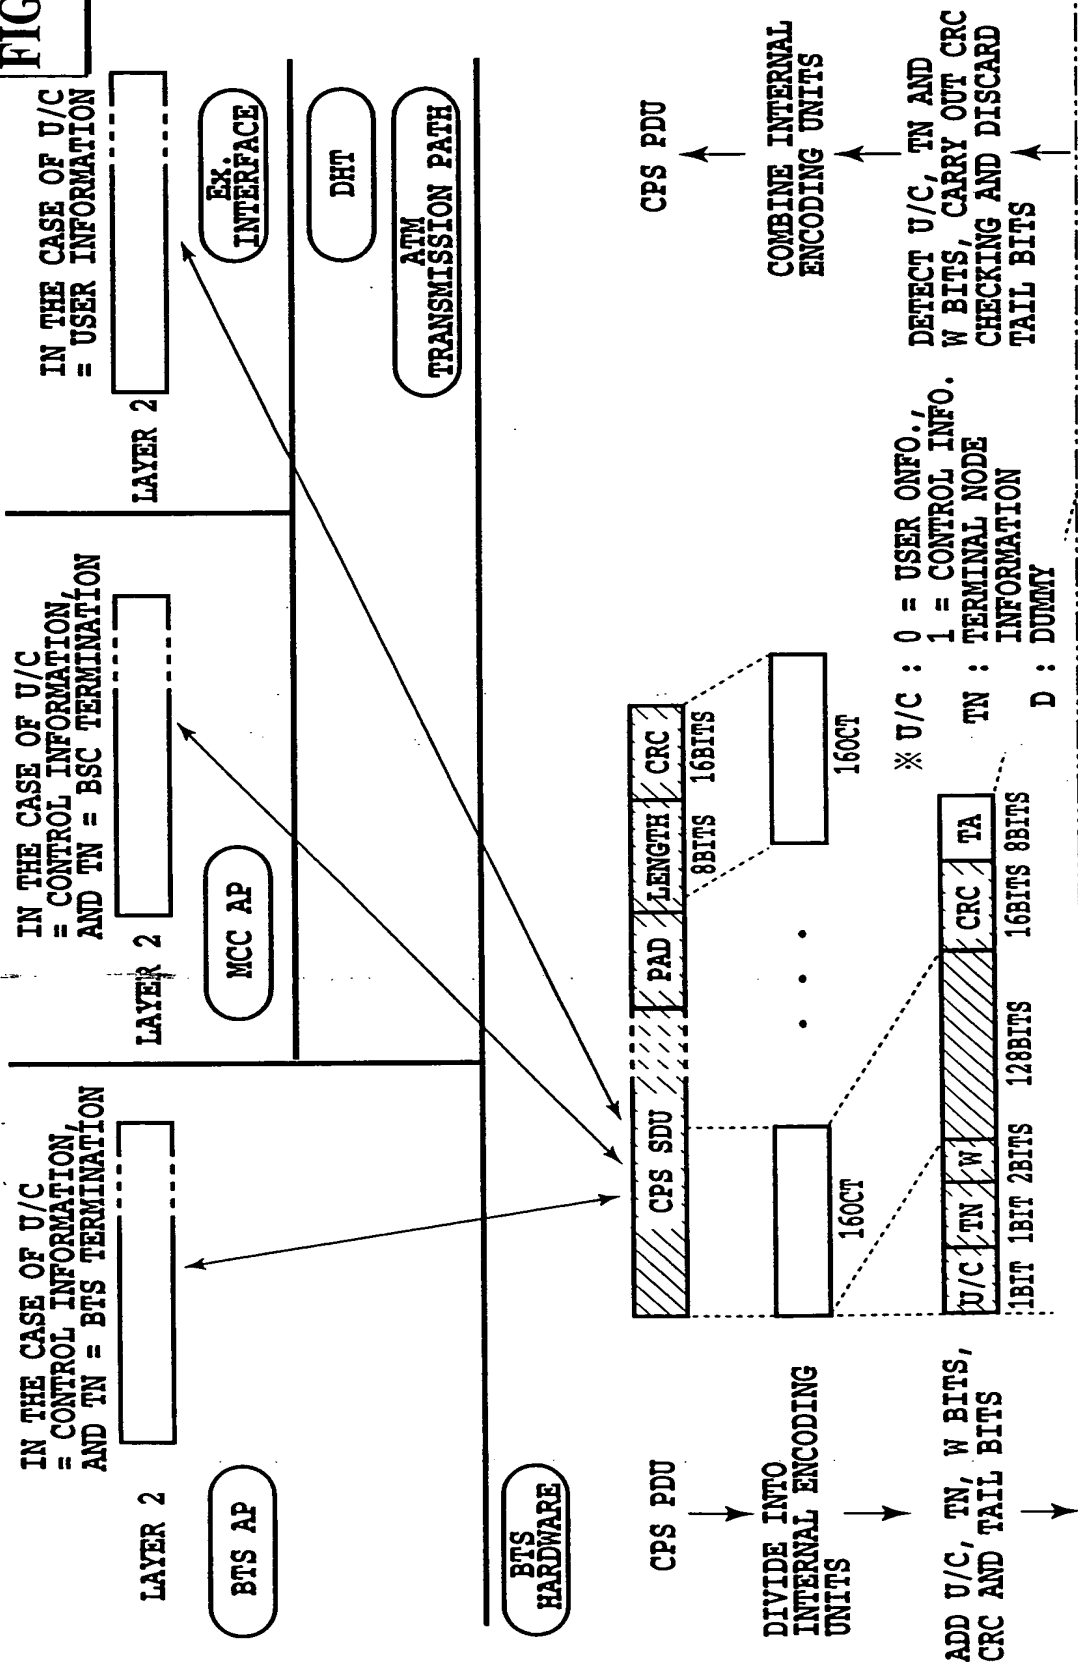 FIG
IN THE CASE OF U/C
= CONTROL INFORMATION,
AND TN = BTS TERMINATION
LAYER 2
BTS AP
IN THE CASE OF U/C
= CONTROL INFORMATION,
AND TN = BSC TERMINATION
LAYER 2
MCC AP
IN THE CASE OF U/C
= USER INFORMATION
LAYER 2
Ex.
INTERFACE
DHT
ATM
TRANSMISSION PATH
BTS
HARDWARE
CPS PDU
DIVIDE INTO
INTERNAL ENCODING
UNITS
ADD U/C, TN, W BITS,
CRC AND TAIL BITS
CPS SDU PAD LENGTH CRC
8BITS 16BITS
16OCT 16OCT
U/C TN W CRC TA
1BIT 1BIT 2BITS 128BITS 16BITS 8BITS
※ U/C : 0 = USER ONFO.,
1 = CONTROL INFO.
TN : TERMINAL NODE
INFORMATION
D : DUMMY
CPS PDU
COMBINE INTERNAL
ENCODING UNITS
DETECT U/C, TN AND
W BITS, CARRY OUT CRC
CHECKING AND DISCARD
TAIL BITS